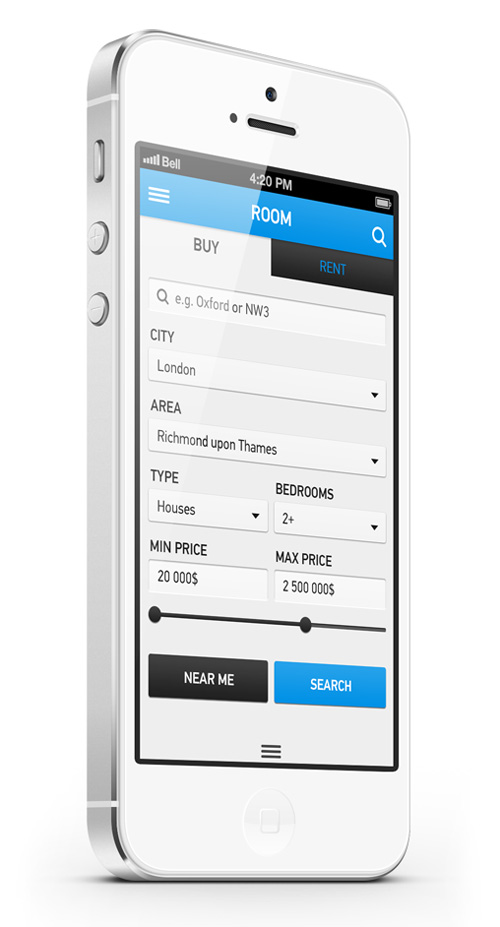 Bell
4:20 PM
ROOM
BUY
RENT
e.g. Oxford or NW3
CITY
London
AREA
Richmond upon Thames
TYPE
BEDROOMS
Houses
2+
MIN PRICE
MAX PRICE
20 000$
2 500 000$
NEAR ME
SEARCH